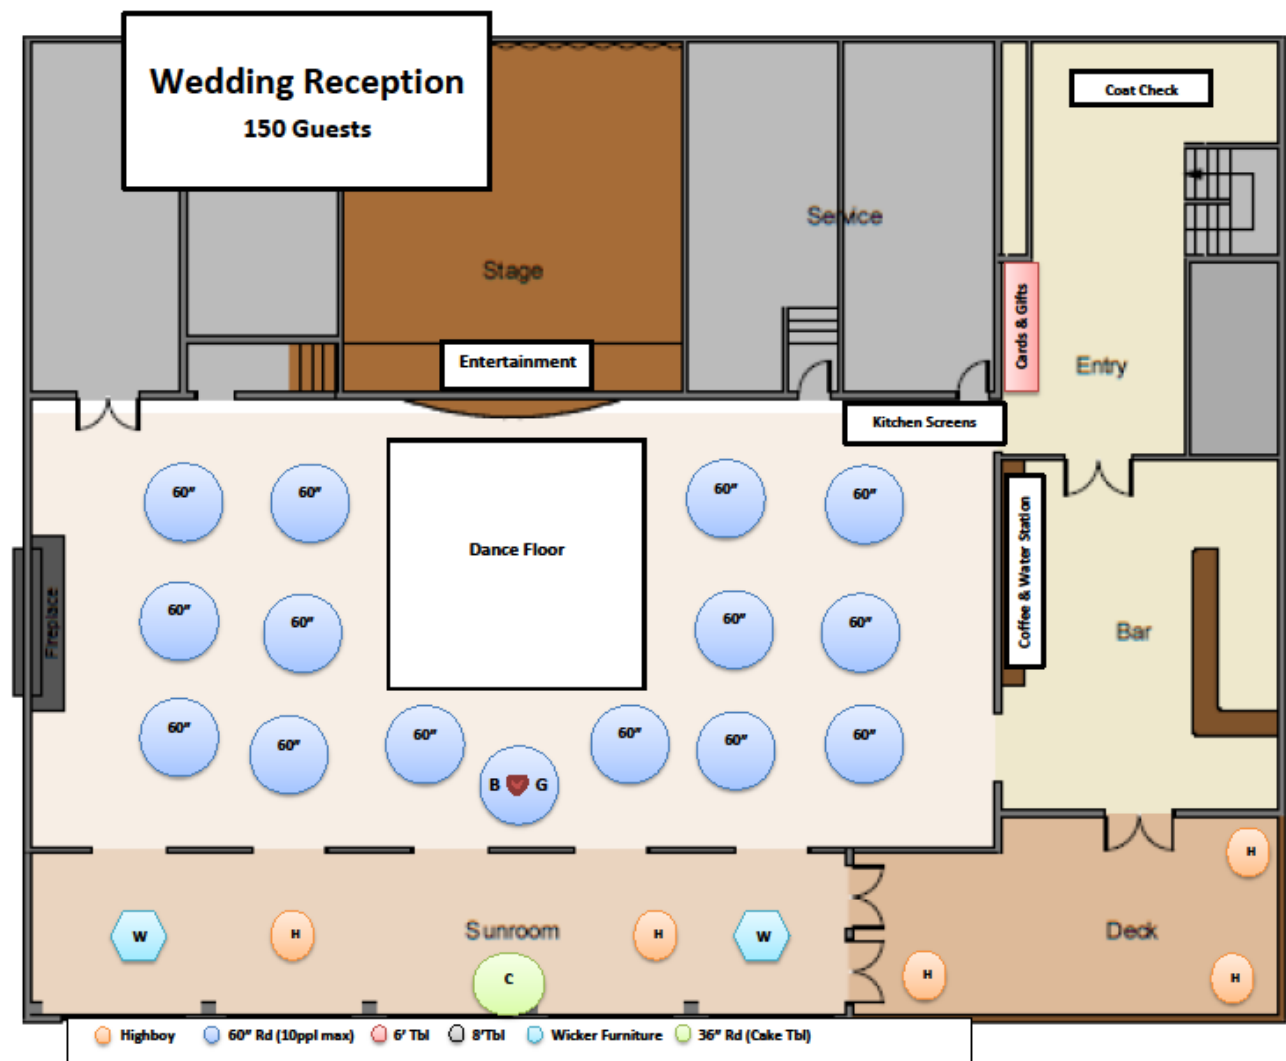 Wedding Reception
150 Guests
Coat Check
Service
Stage
Cards & Gifts
Entertainment
Entry
Kitchen Screens
60”
60”
60”
60”
Dance Floor
Coffee & Water Station
Fireplace
60”
60”
60”
60”
Bar
60”
60”
60”
60”
60”
60”
B G
H
W
H
Sunroom
H
W
Deck
C
H
H
Highboy
60” Rd (10ppl max)
6’ Tbl
8’Tbl
Wicker Furniture
36” Rd (Cake Tbl)